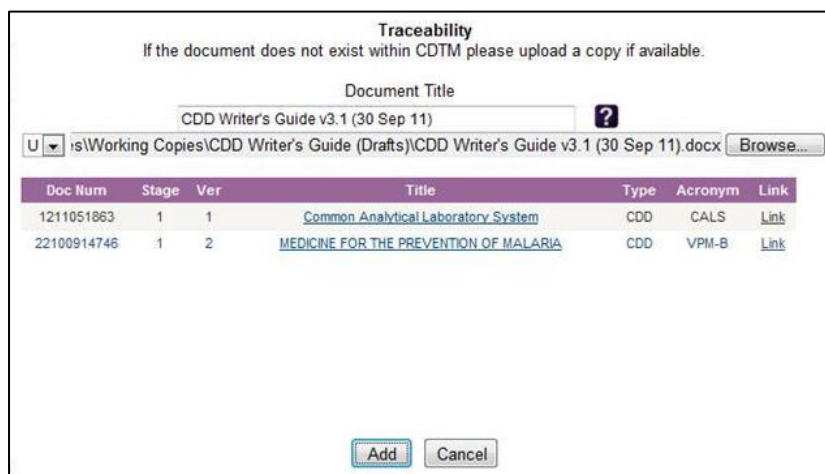 Traceability
If the document does not exist within CDTM please upload a copy if available.
Document Title
CDD Writer's Guide v3.1 (30 Sep 11) ?
U :s\Working Copies\CDD Writer's Guide (Drafts)\CDD Writer's Guide v3.1 (30 Sep 11).docx Browse...
Doc Num Stage Ver Title Type Acronym Link
1211051863 1 1 Common Analytical Laboratory System CDD CALS Link
22100914746 1 2 MEDICINE FOR THE PREVENTION OF MALARIA CDD VPM-B Link
Add Cancel